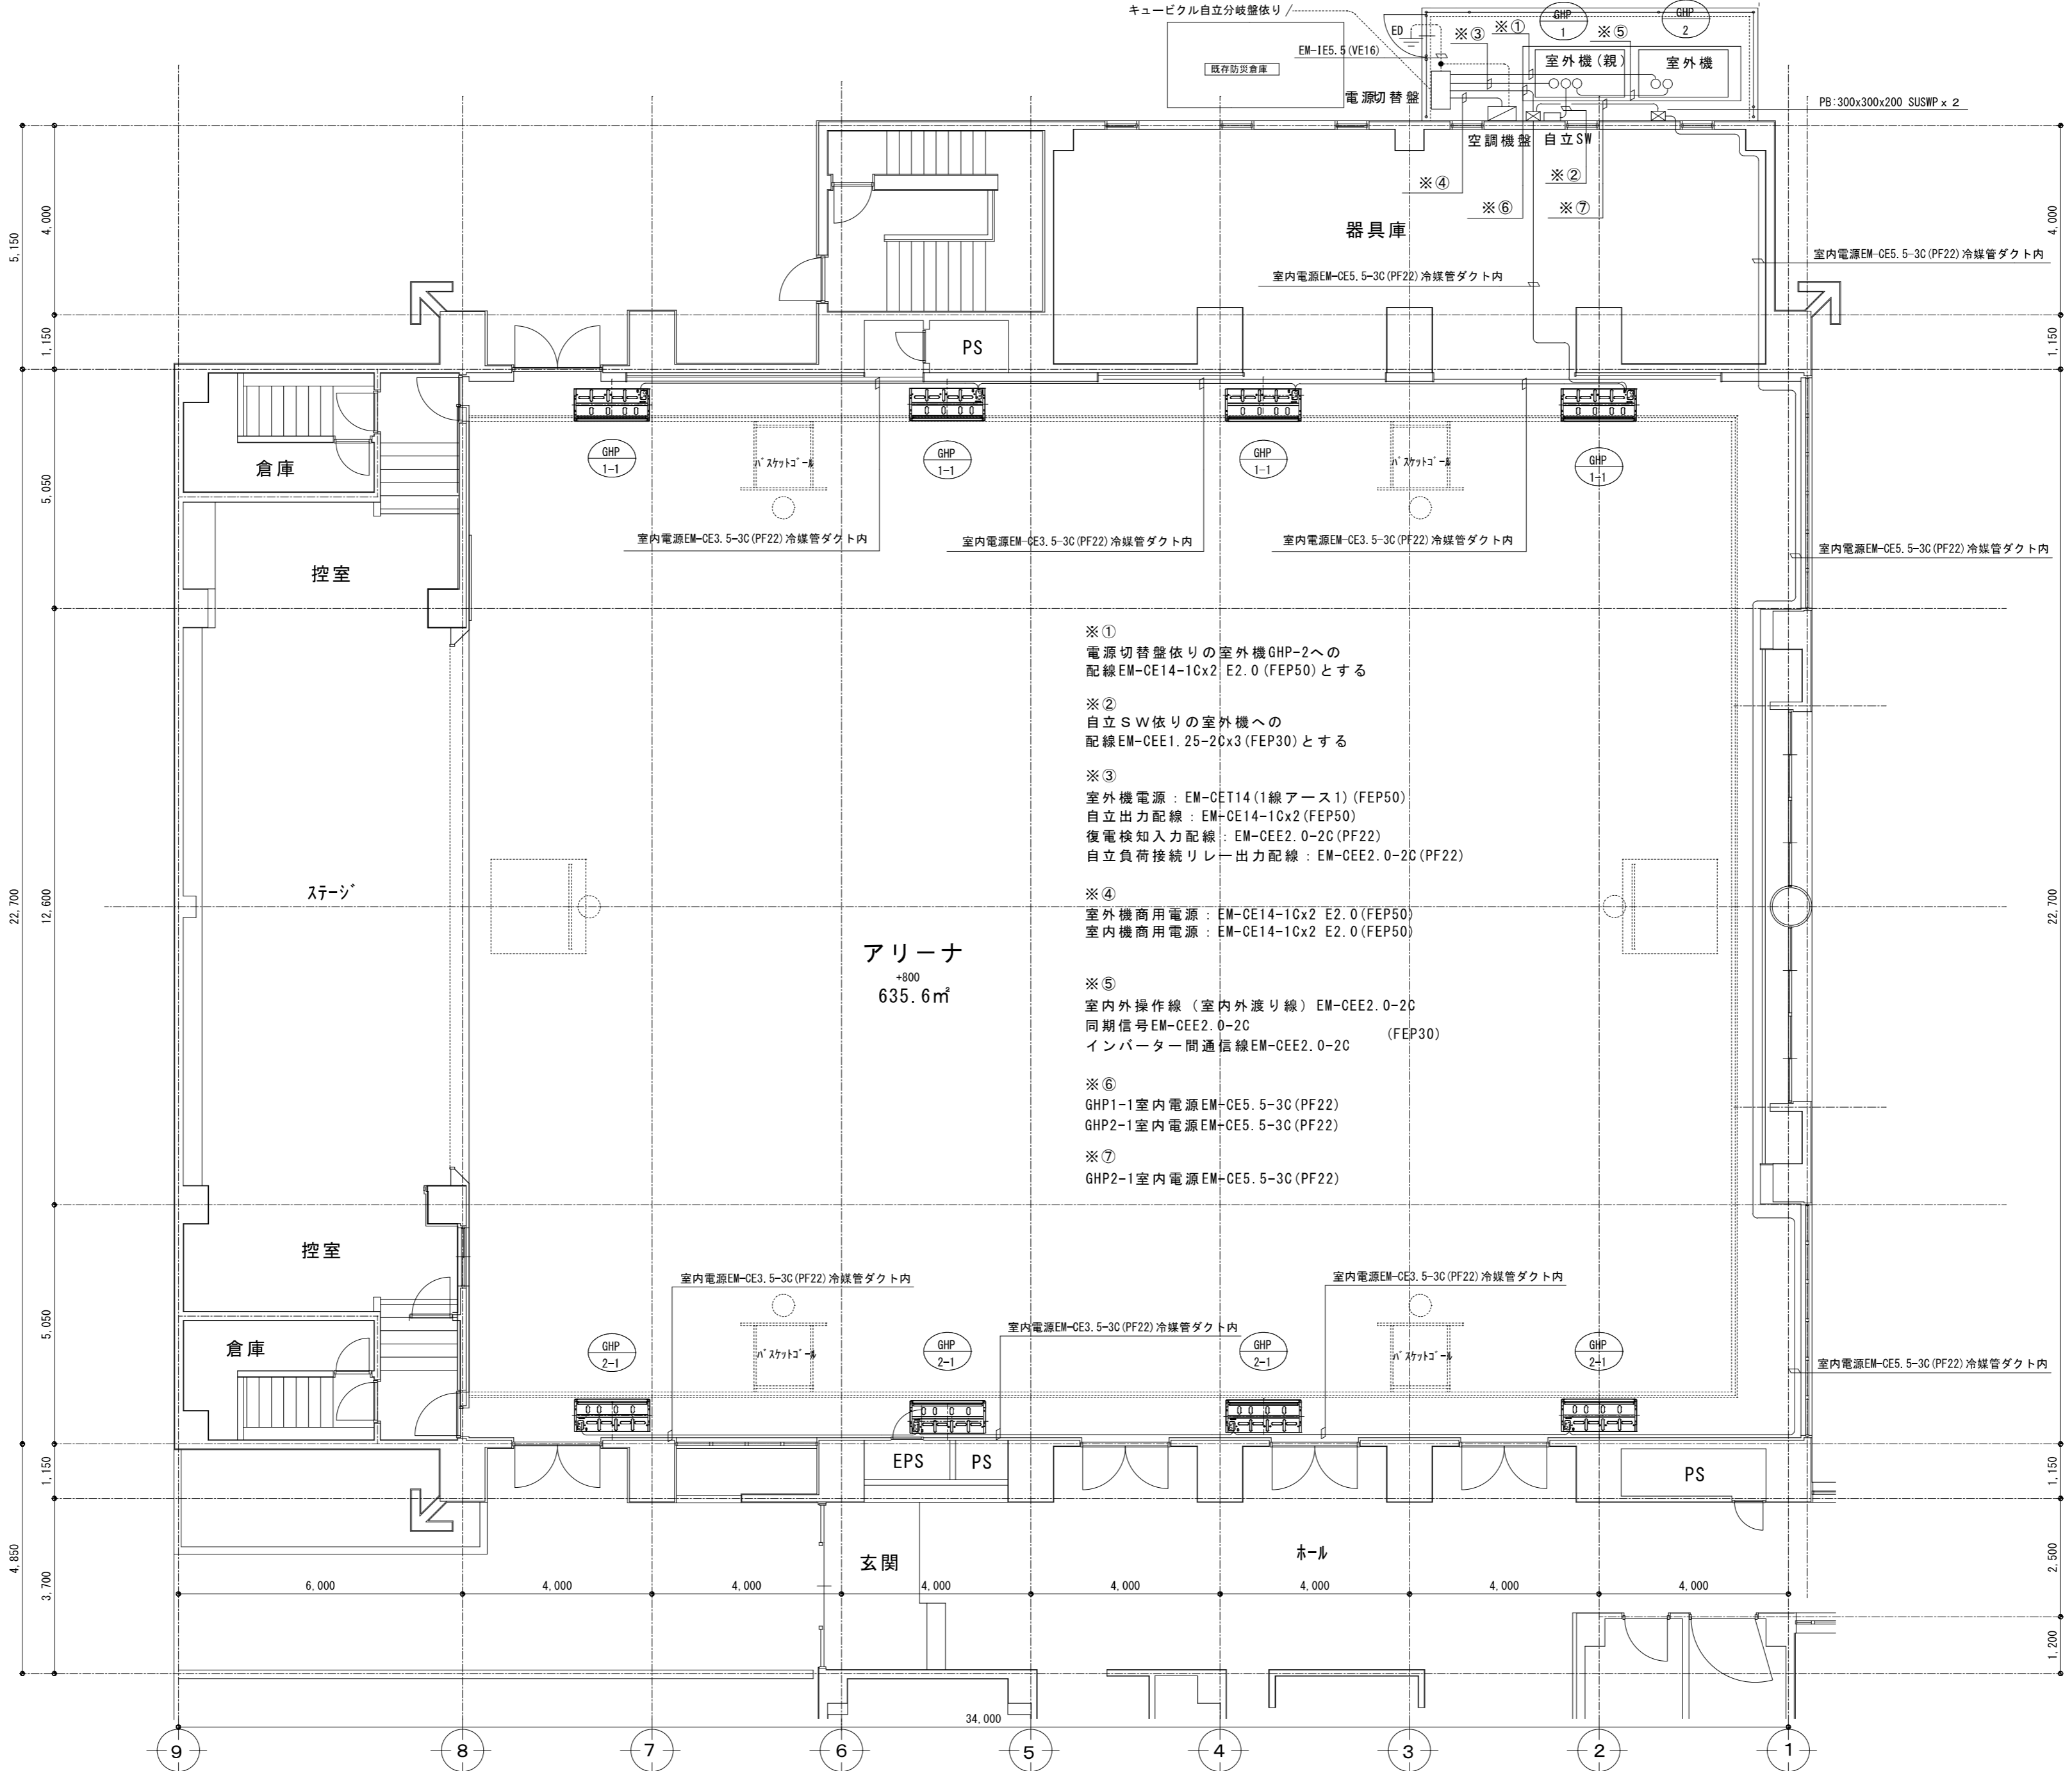 キュービクル自立分岐盤依り
ED
※③
※①
GHP
1
※⑤
GHP
2
EM-IE5.5(VE16)
室外機(親)
室外機
既存防災倉庫
電源切替盤
PB:300x300x200 SUSWP x 2
空調機盤
自立SW
※④
※②
※⑥
※⑦
器具庫
室内電源EM-CE5.5-3C(PF22)冷媒管ダクト内
室内電源EM-CE5.5-3C(PF22)冷媒管ダクト内
5,150
4,000
1,150
4,000
1,150
PS
GHP
1-1
GHP
1-1
GHP
1-1
GHP
1-1
バスケットゴール
バスケットゴール
倉庫
5,050
室内電源EM-CE3.5-3C(PF22)冷媒管ダクト内
室内電源EM-CE3.5-3C(PF22)冷媒管ダクト内
室内電源EM-CE3.5-3C(PF22)冷媒管ダクト内
室内電源EM-CE5.5-3C(PF22)冷媒管ダクト内
控室
※①
電源切替盤依りの室外機GHP-2への
配線EM-CE14-1Cx2 E2.0(FEP50)とする
※②
自立SW依りの室外機への
配線EM-CEE1.25-2Cx3(FEP30)とする
※③
室外機電源：EM-CET14(1線アース1)(FEP50)
自立出力配線：EM-CE14-1Cx2(FEP50)
復電検知入力配線：EM-CEE2.0-2C(PF22)
自立負荷接続リレー出力配線：EM-CEE2.0-2C(PF22)
※④
室外機商用電源：EM-CE14-1Cx2 E2.0(FEP50)
室内機商用電源：EM-CE14-1Cx2 E2.0(FEP50)
※⑤
室内外操作線（室内外渡り線）EM-CEE2.0-2C
同期信号EM-CEE2.0-2C
(FEP30)
インバーター間通信線EM-CEE2.0-2C
※⑥
GHP1-1室内電源EM-CE5.5-3C(PF22)
GHP2-1室内電源EM-CE5.5-3C(PF22)
※⑦
GHP2-1室内電源EM-CE5.5-3C(PF22)
22,700
12,600
22,700
ステージ
アリーナ
+800
635.6㎡
控室
5,050
室内電源EM-CE3.5-3C(PF22)冷媒管ダクト内
室内電源EM-CE3.5-3C(PF22)冷媒管ダクト内
室内電源EM-CE3.5-3C(PF22)冷媒管ダクト内
室内電源EM-CE5.5-3C(PF22)冷媒管ダクト内
倉庫
GHP
2-1
バスケットゴール
GHP
2-1
GHP
2-1
バスケットゴール
GHP
2-1
EPS
PS
PS
1,150
1,150
4,850
3,700
2,500
1,200
玄関
ホール
6,000
4,000
4,000
4,000
4,000
4,000
4,000
4,000
34,000
9
8
7
6
5
4
3
2
1